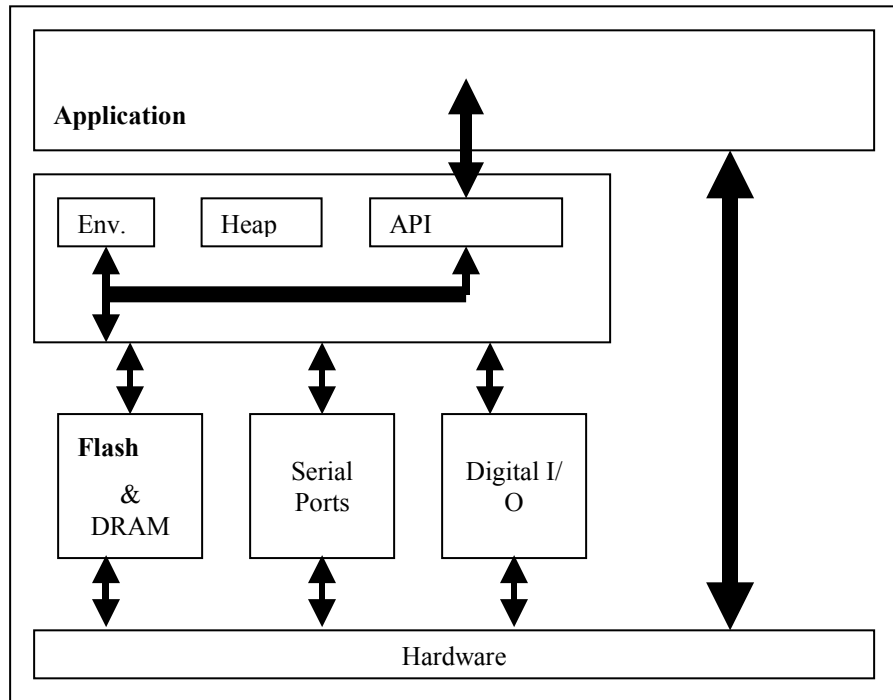 Application
Env.
Heap
API
Flash
&
DRAM
Serial
Ports
Digital I/
O
Hardware